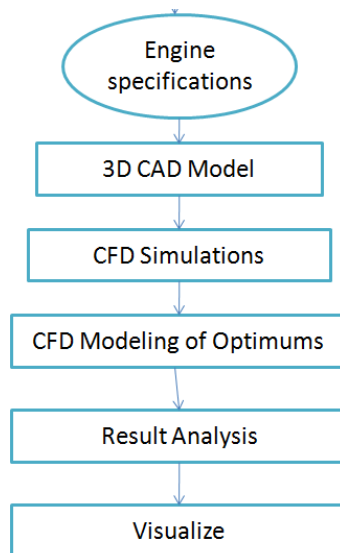 Engine
specifications
3D CAD Model
CFD Simulations
CFD Modeling of Optimums
Result Analysis
Visualize